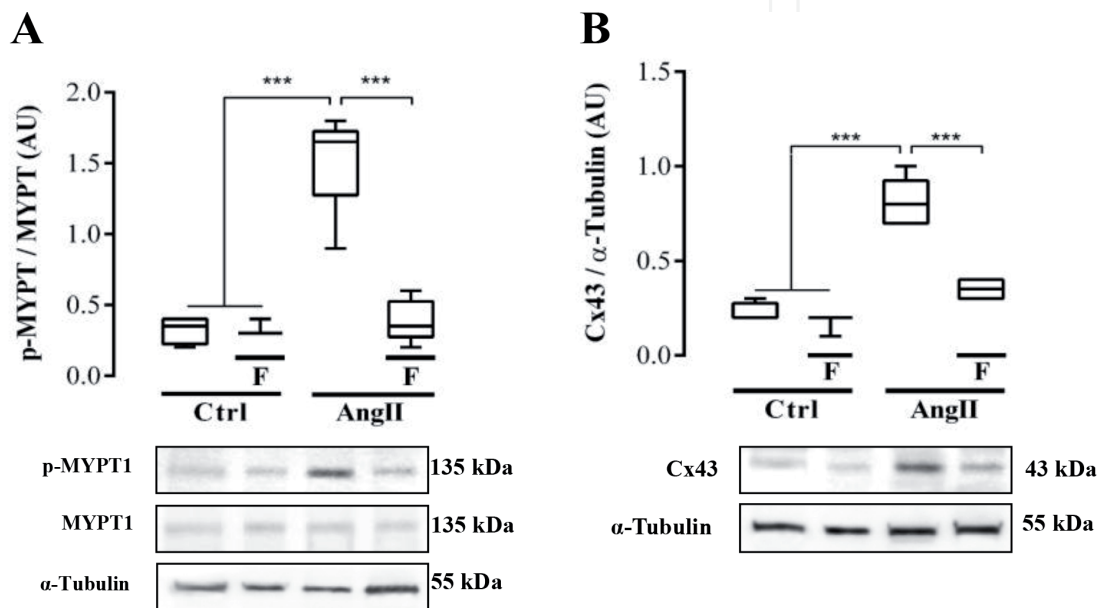 A
p-MYPT / MYPT (AU)
2.0
1.5
1.0
0.5
0.0
***
***
F
F
Ctrl
AngII
p-MYPT1
135 kDa
MYPT1
135 kDa
α-Tubulin
55 kDa
B
Cx43 / α-Tubulin (AU)
1.5
1.0
0.5
0.0
***
***
F
F
Ctrl
AngII
Cx43
43 kDa
α-Tubulin
55 kDa